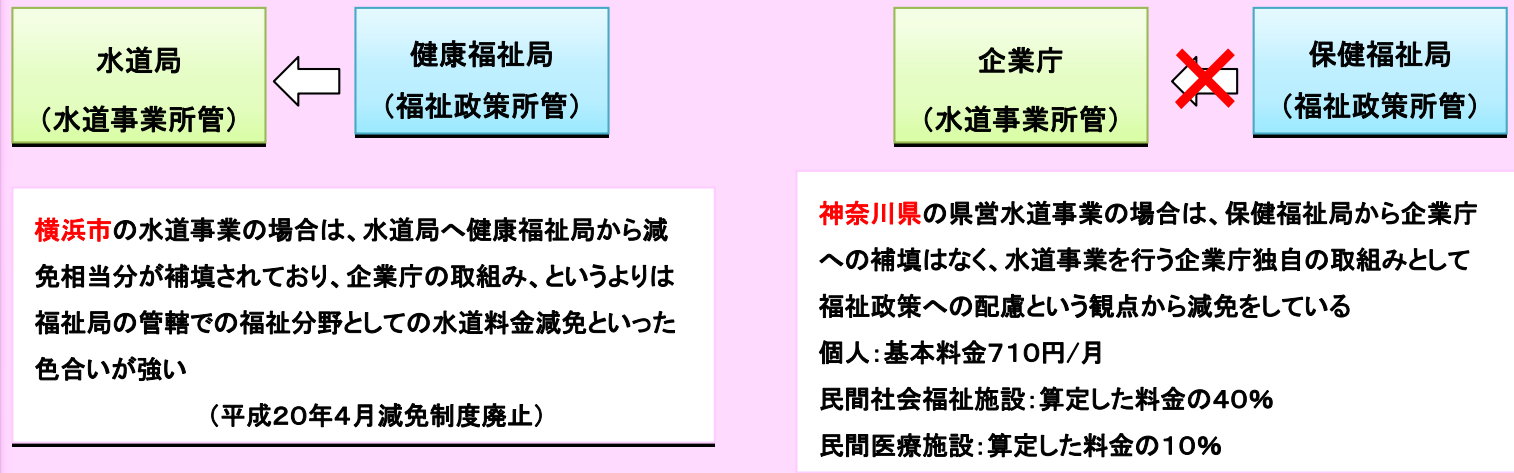 水道局
（水道事業所管）
健康福祉局
（福祉政策所管）
企業庁
（水道事業所管）
保健福祉局
（福祉政策所管）
横浜市の水道事業の場合は、水道局へ健康福祉局から減
免相当分が補填されており、企業庁の取組み、というよりは
福祉局の管轄での福祉分野としての水道料金減免といった
色合いが強い
（平成20年4月減免制度廃止）
神奈川県の県営水道事業の場合は、保健福祉局から企業庁
への補填はなく、水道事業を行う企業庁独自の取組みとして
福祉政策への配慮という観点から減免をしている
個人：基本料金710円/月
民間社会福祉施設：算定した料金の40%
民間医療施設：算定した料金の10%